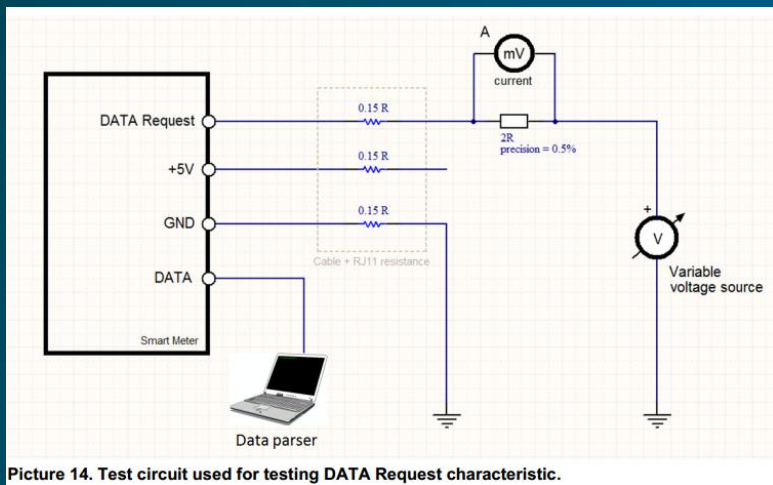 A
mV
current
DATA Request
0.15 R
2R
precision = 0.5%
+5V
0.15 R
GND
0.15 R
+
V
Cable + RJ11 resistance
Variable
voltage source
DATA
Smart Meter
Data parser
Picture 14. Test circuit used for testing DATA Request characteristic.